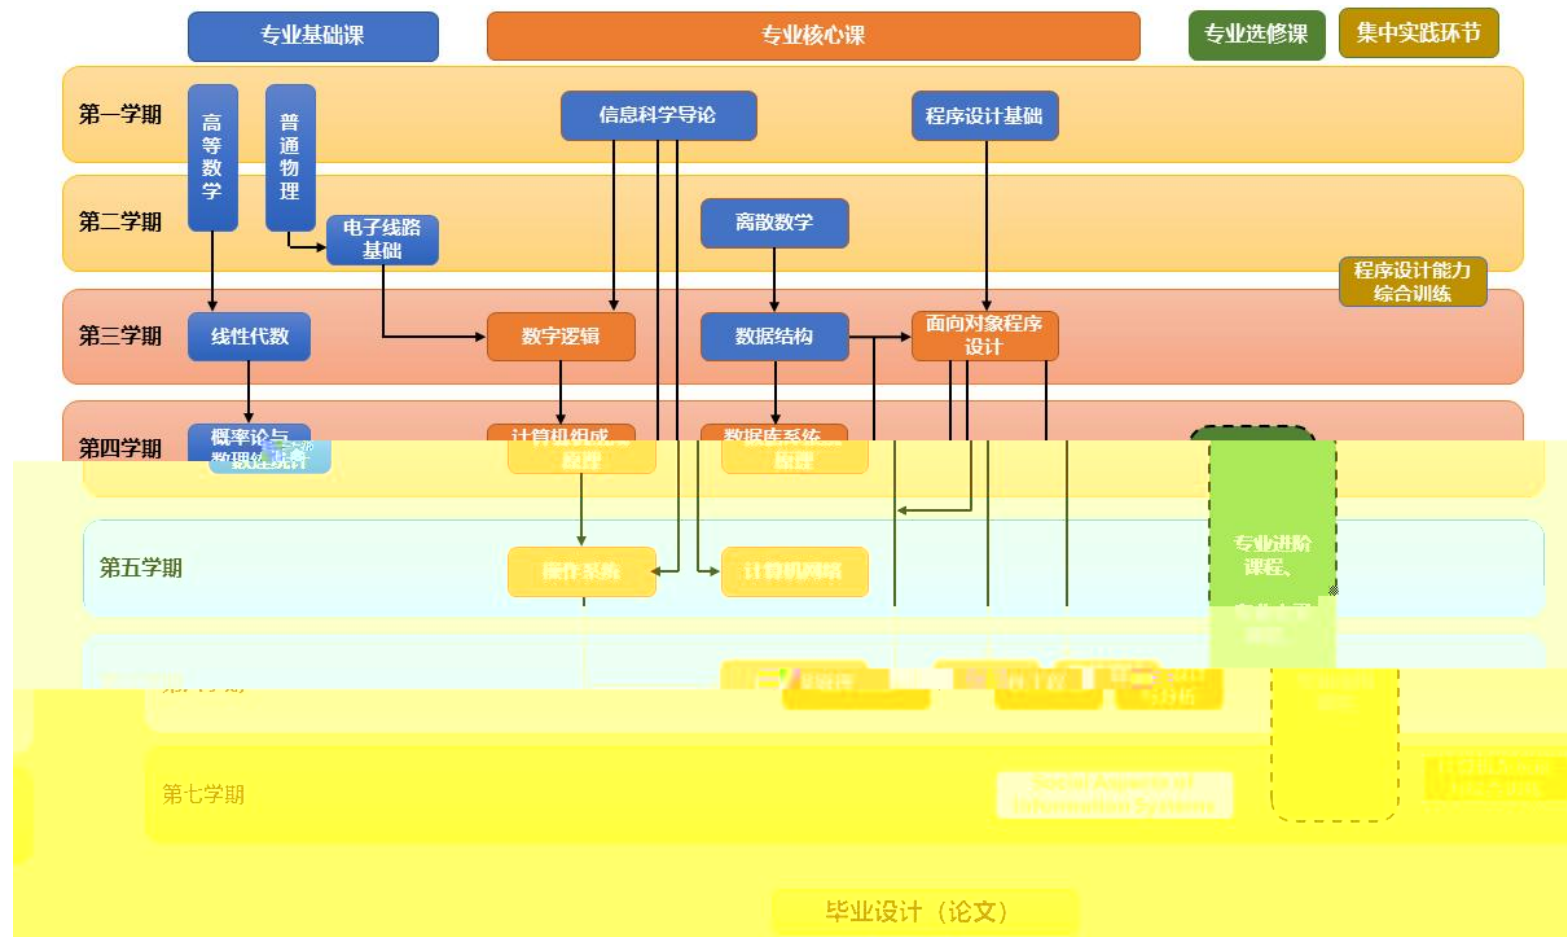 专业基础课
专业核心课
专业选修课
集中实践环节
第一学期
高
等
数
学
普
通
物
理
信息科学导论
程序设计基础
第二学期
电子线路
基础
离散数学
程序设计能力
综合训练
第三学期
线性代数
数字逻辑
数据结构
面向对象程序
设计
第四学期
概率论与
数理统计
计算机组成
原理
数据库系统
原理
第五学期
操作系统
计算机网络
专业进阶
课程、
第七学期
Social Aspects of
Information Systems
毕业设计（论文）